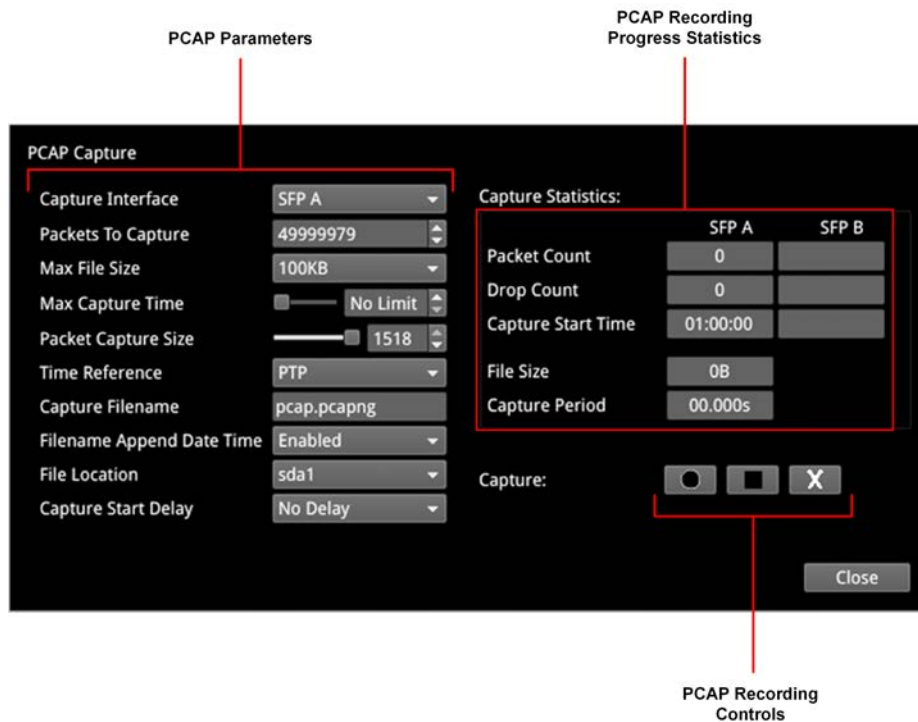 PCAP Parameters
PCAP Recording
Progress Statistics
PCAP Capture
Capture Interface SFP A
Packets To Capture 49999979
Max File Size 100KB
Max Capture Time No Limit
Packet Capture Size 1518
Time Reference PTP
Capture Filename pcap.pcapng
Filename Append Date Time Enabled
File Location sda1
Capture Start Delay No Delay
Capture Statistics:
SFP A SFP B
Packet Count 0
Drop Count 0
Capture Start Time 01:00:00
File Size 0B
Capture Period 00.000s
Capture: X
Close
PCAP Recording
Controls